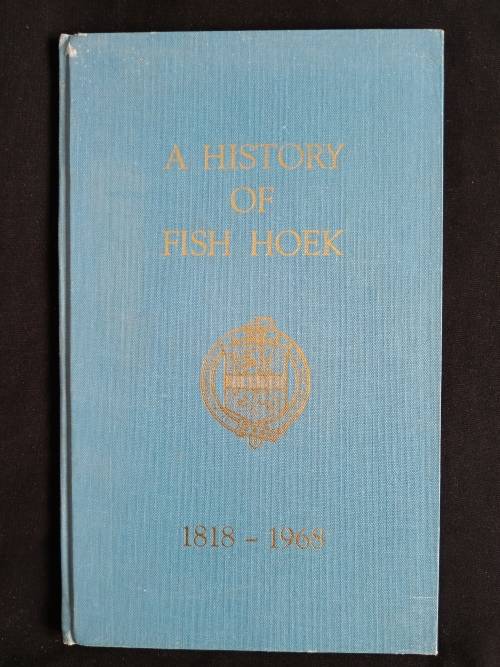 A HISTORY
OF
FISH HOEK
1818 - 1968